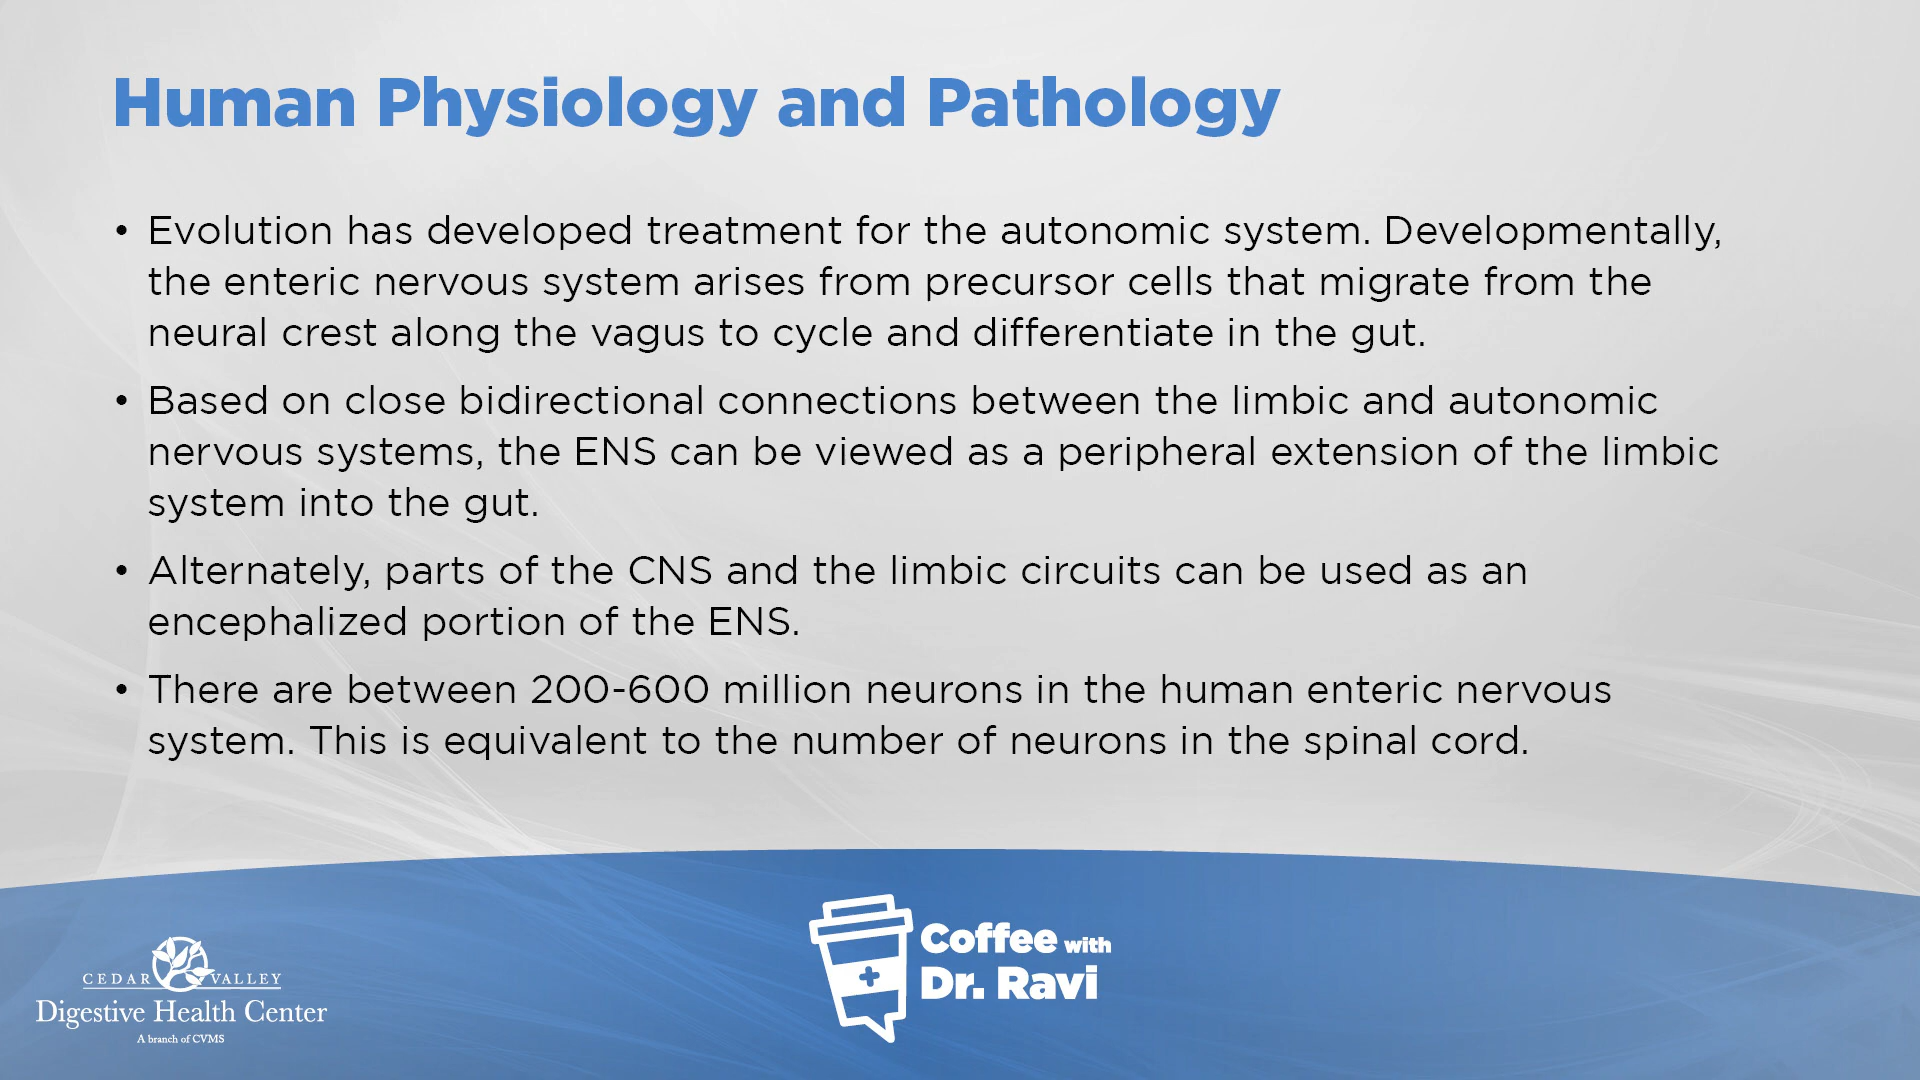 Human Physiology and Pathology
• Evolution has developed treatment for the autonomic system. Developmentally,
the enteric nervous system arises from precursor cells that migrate from the
neural crest along the vagus to cycle and differentiate in the gut.
• Based on close bidirectional connections between the limbic and autonomic
nervous systems, the ENS can be viewed as a peripheral extension of the limbic
system into the gut.
• Alternately, parts of the CNS and the limbic circuits can be used as an
encephalized portion of the ENS.
• There are between 200-600 million neurons in the human enteric nervous
system. This is equivalent to the number of neurons in the spinal cord.
CEDAR VALLEY
Digestive Health Center
A branch of CVMS
Coffee with
Dr. Ravi